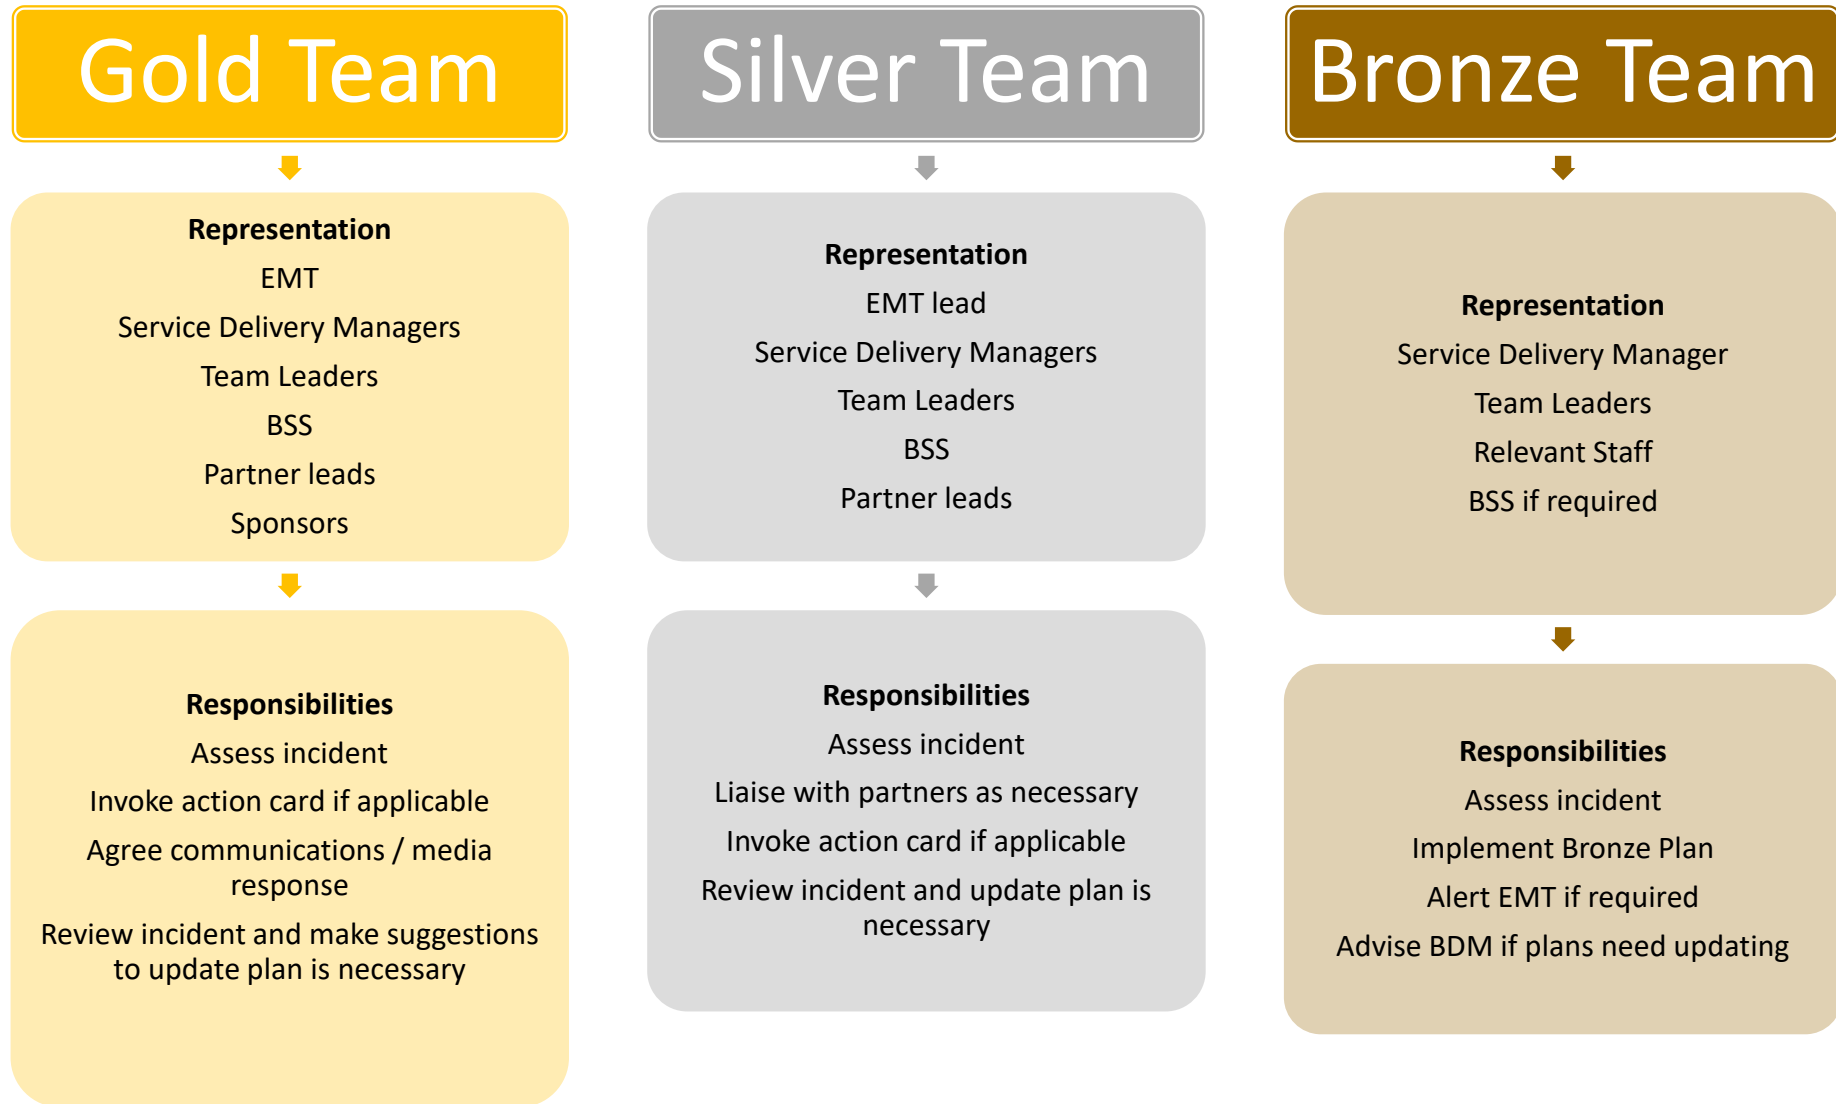 Gold Team
Representation
EMT
Service Delivery Managers
Team Leaders
BSS
Partner leads
Sponsors
Responsibilities
Assess incident
Invoke action card if applicable
Agree communications / media
response
Review incident and make suggestions
to update plan is necessary
Silver Team
Representation
EMT lead
Service Delivery Managers
Team Leaders
BSS
Partner leads
Responsibilities
Assess incident
Liaise with partners as necessary
Invoke action card if applicable
Review incident and update plan is
necessary
Bronze Team
Representation
Service Delivery Manager
Team Leaders
Relevant Staff
BSS if required
Responsibilities
Assess incident
Implement Bronze Plan
Alert EMT if required
Advise BDM if plans need updating